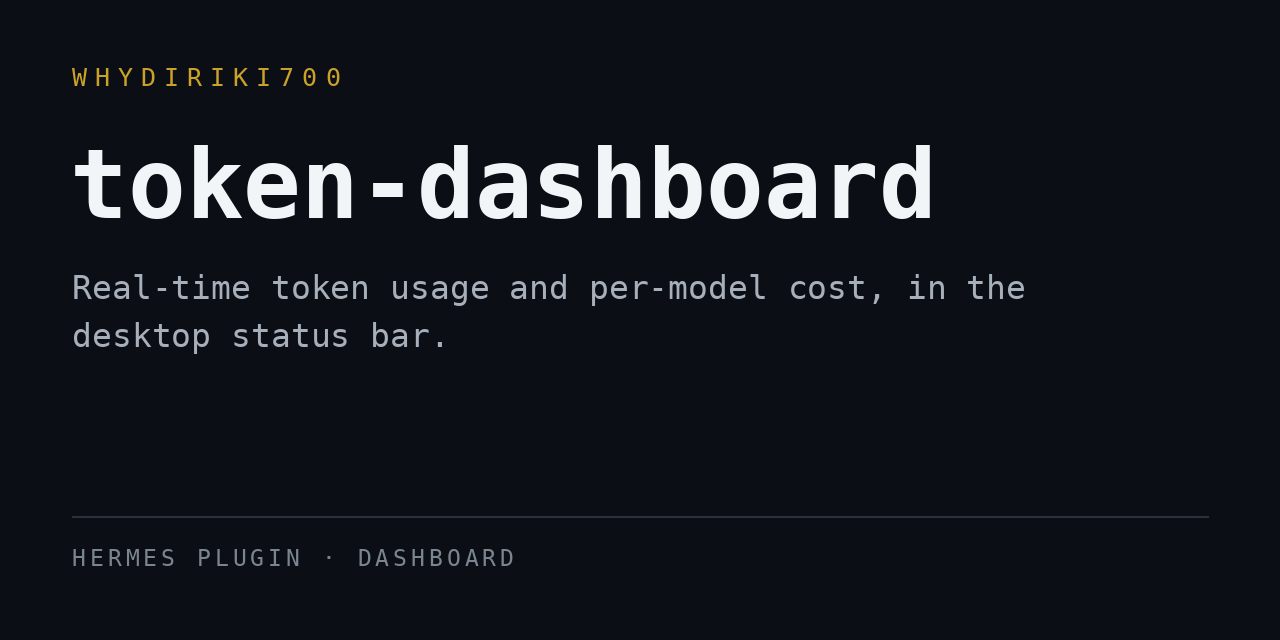 WHYDIRIKI700
token-dashboard
Real-time token usage and per-model cost, in the
desktop status bar.
HERMES PLUGIN · DASHBOARD